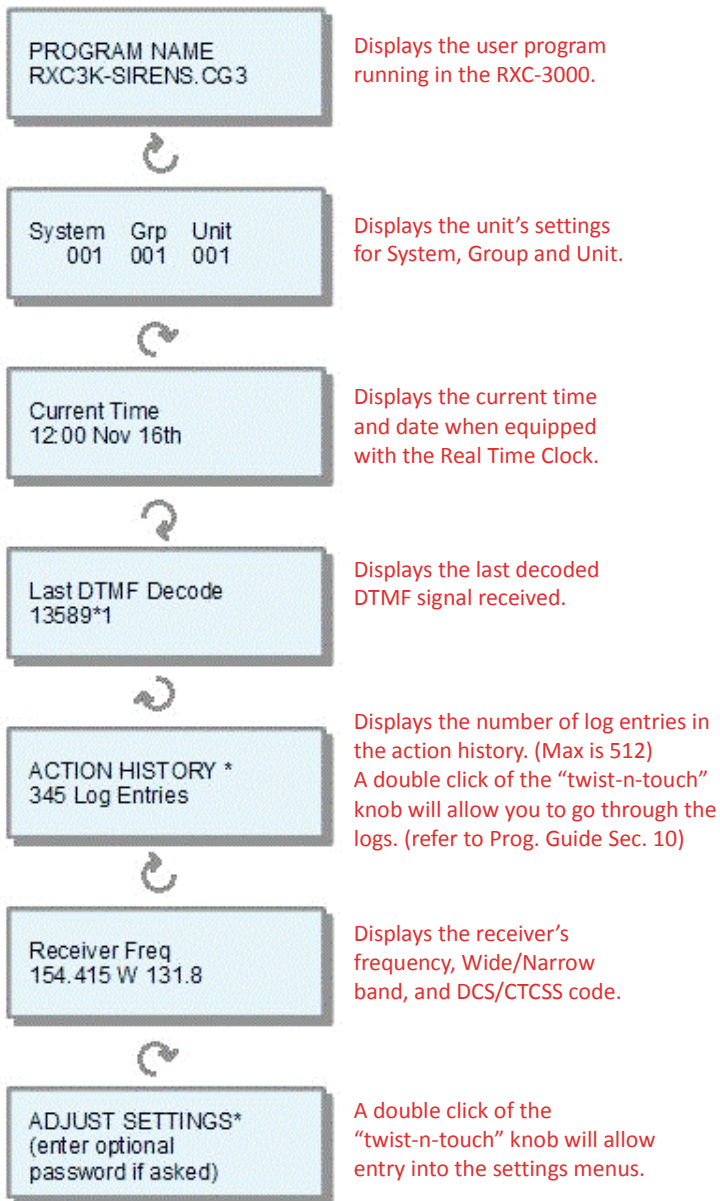 PROGRAM NAME
RXC3K-SIRENS.CG3
Displays the user program
running in the RXC-3000.
System Grp Unit
001 001 001
Displays the unit’s settings
for System, Group and Unit.
Current Time
12:00 Nov 16th
Displays the current time
and date when equipped
with the Real Time Clock.
Last DTMF Decode
13589*1
Displays the last decoded
DTMF signal received.
ACTION HISTORY *
345 Log Entries
Displays the number of log entries in
the action history. (Max is 512)
A double click of the “twist-n-touch”
knob will allow you to go through the
logs. (refer to Prog. Guide Sec. 10)
Receiver Freq
154.415 W 131.8
Displays the receiver’s
frequency, Wide/Narrow
band, and DCS/CTCSS code.
ADJUST SETTINGS*
(enter optional
password if asked)
A double click of the
“twist-n-touch” knob will allow
entry into the settings menus.